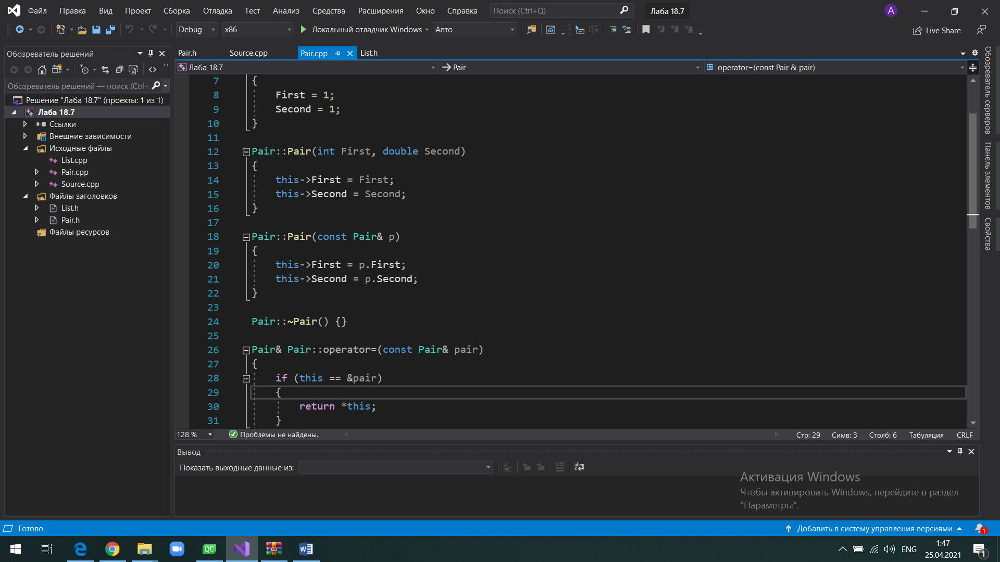 Файл Правка Вид Проект Сборка Отладка Тест Анализ Средства Расширения Окно Справка Поиск (Ctrl+Q) Лаба 18.7 A
Debug x86 Локальный отладчик Windows Авто Live Share
Обозреватель решений
Обозреватель решений — поиск (Ctrl+
Решение "Лаба 18.7" (проекты: 1 из 1)
Лаба 18.7
Ссылки
Внешние зависимости
Исходные файлы
List.cpp
Pair.cpp
Source.cpp
Файлы заголовков
List.h
Pair.h
Файлы ресурсов
Pair.h Source.cpp Pair.cpp List.h
Лаба 18.7 Pair operator=(const Pair & pair)
7 {
8 First = 1;
9 Second = 1;
10 }
11
12 Pair::Pair(int First, double Second)
13 {
14 this->First = First;
15 this->Second = Second;
16 }
17
18 Pair::Pair(const Pair& p)
19 {
20 this->First = p.First;
21 this->Second = p.Second;
22 }
23
24 Pair::~Pair() {}
25
26 Pair& Pair::operator=(const Pair& pair)
27 {
28 if (this == &pair)
29 {
30 return *this;
31 }
128 % Проблемы не найдены. Стр: 29 Симв: 3 Столб: 6 Табуляция CRLF
Вывод
Показать выходные данные из:
Обозреватель серверов
Панель элементов
Свойства
Активация Windows
Чтобы активировать Windows, перейдите в раздел
"Параметры".
Готово Добавить в систему управления версиями 1
QC W ENG 1:47
25.04.2021 1